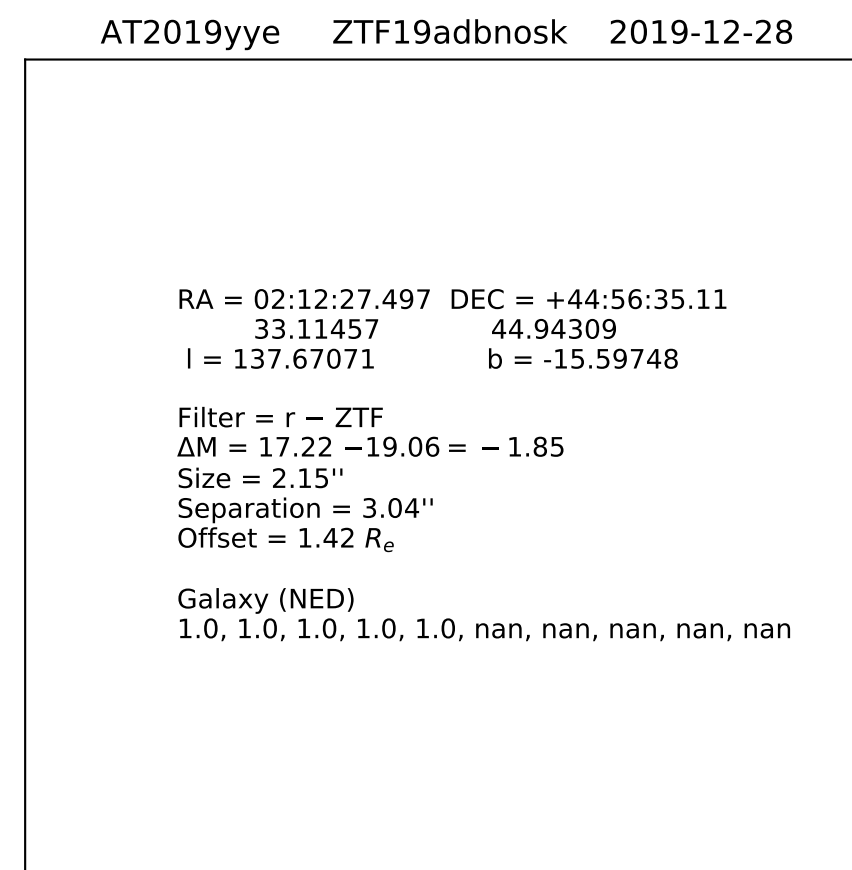 AT2019yye ZTF19adbnosk 2019-12-28
RA = 02:12:27.497 DEC = +44:56:35.11
33.11457 44.94309
l = 137.67071 b = -15.59748
Filter = r − ZTF
ΔM = 17.22 −19.06 = − 1.85
Size = 2.15''
Separation = 3.04''
Offset = 1.42 Re
Galaxy (NED)
1.0, 1.0, 1.0, 1.0, 1.0, nan, nan, nan, nan, nan